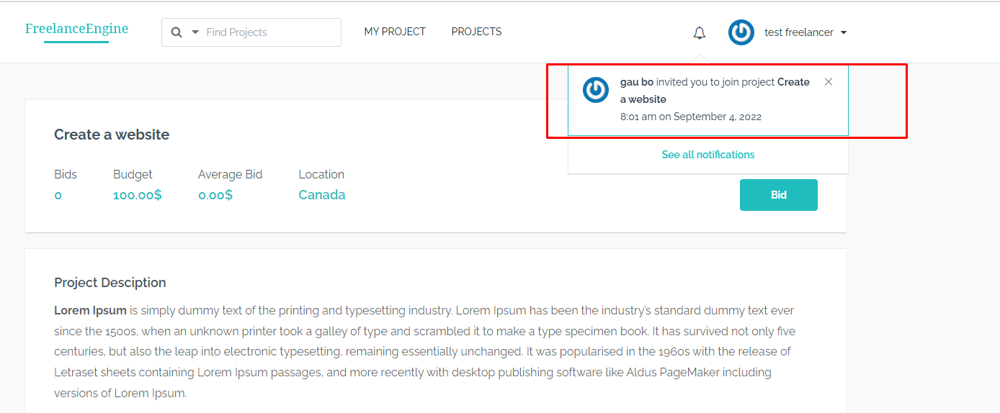 FreelanceEngine
Find Projects
MY PROJECT
PROJECTS
test freelancer
gau bo invited you to join project Create
a website
8:01 am on September 4, 2022
See all notifications
Create a website
Bids
Budget
Average Bid
Location
0
100.00$
0.00$
Canada
Bid
Project Desciption
Lorem Ipsum is simply dummy text of the printing and typesetting industry. Lorem Ipsum has been the industry's standard dummy text ever
since the 1500s, when an unknown printer took a galley of type and scrambled it to make a type specimen book. It has survived not only five
centuries, but also the leap into electronic typesetting, remaining essentially unchanged. It was popularised in the 1960s with the release of
Letraset sheets containing Lorem Ipsum passages, and more recently with desktop publishing software like Aldus PageMaker including
versions of Lorem Ipsum.